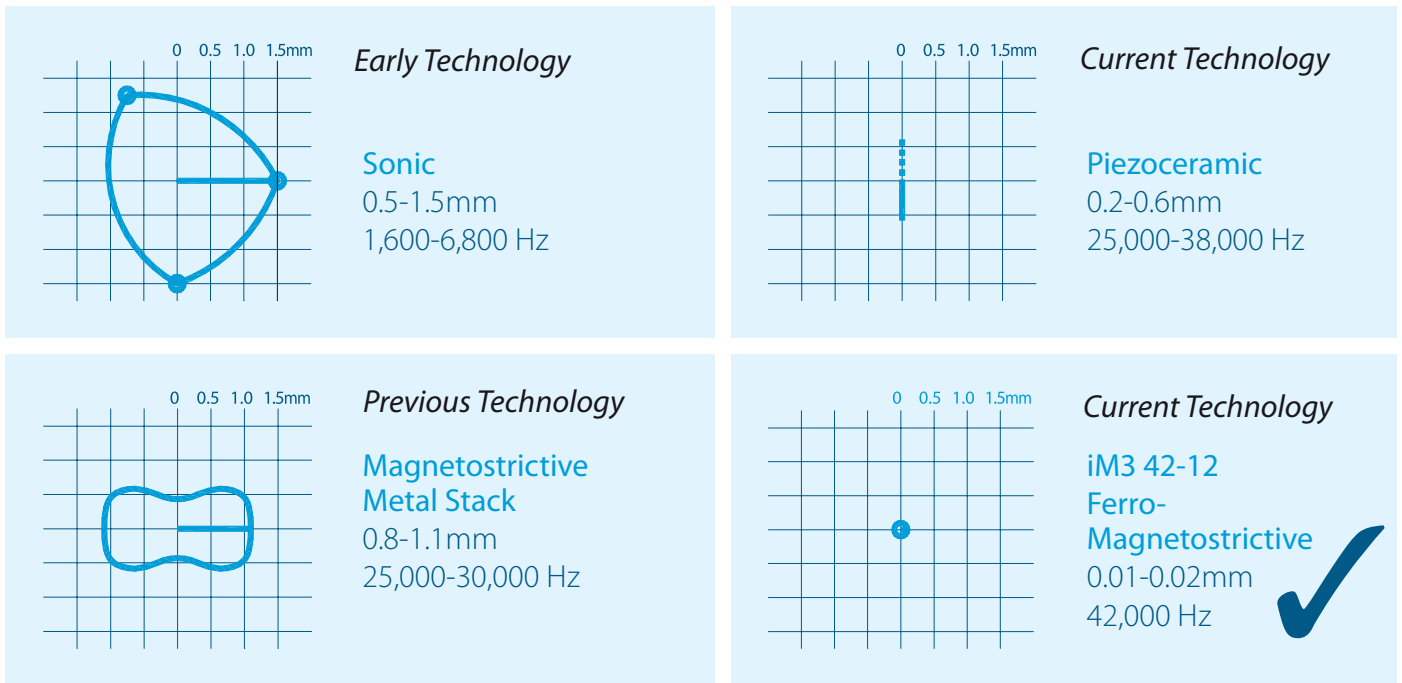 0 0.5 1.0 1.5mm
Early Technology
Sonic
0.5-1.5mm
1,600-6,800 Hz
0 0.5 1.0 1.5mm
Current Technology
Piezoceramic
0.2-0.6mm
25,000-38,000 Hz
0 0.5 1.0 1.5mm
Previous Technology
Magnetostrictive
Metal Stack
0.8-1.1mm
25,000-30,000 Hz
0 0.5 1.0 1.5mm
Current Technology
iM3 42-12
Ferro-
Magnetostrictive
0.01-0.02mm
42,000 Hz